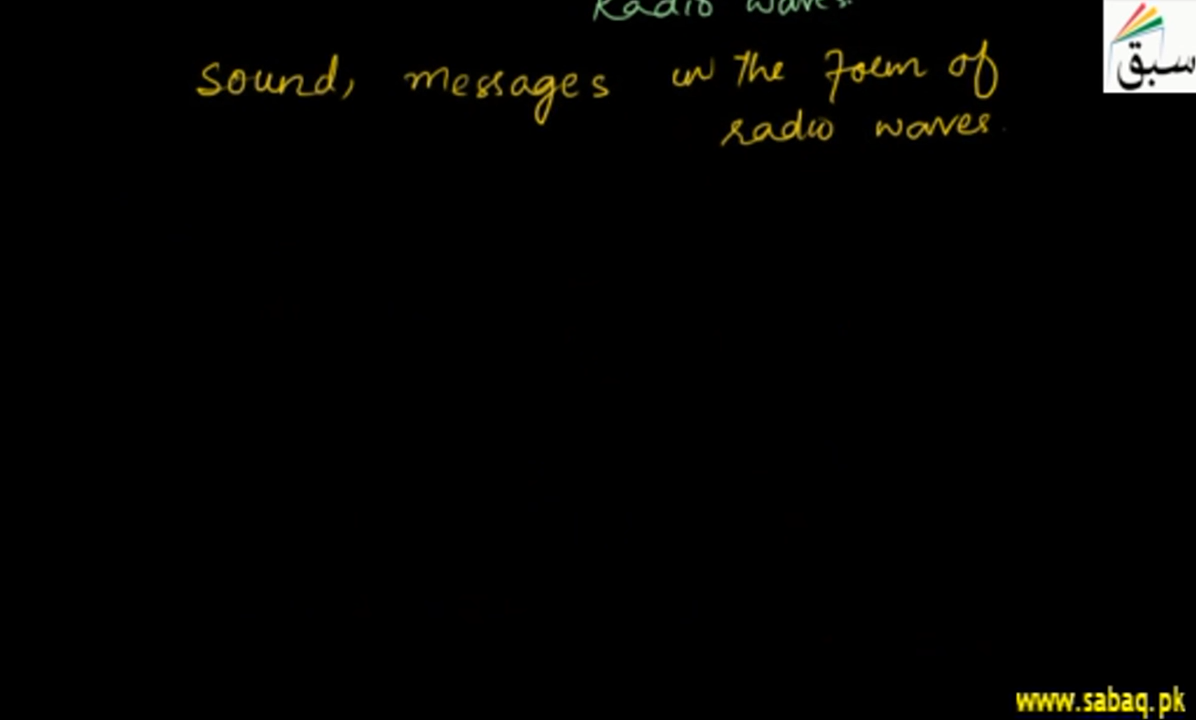 Radio waves.
سبق
Sound, messages in the form of
radio waves.
www.sabaq.pk